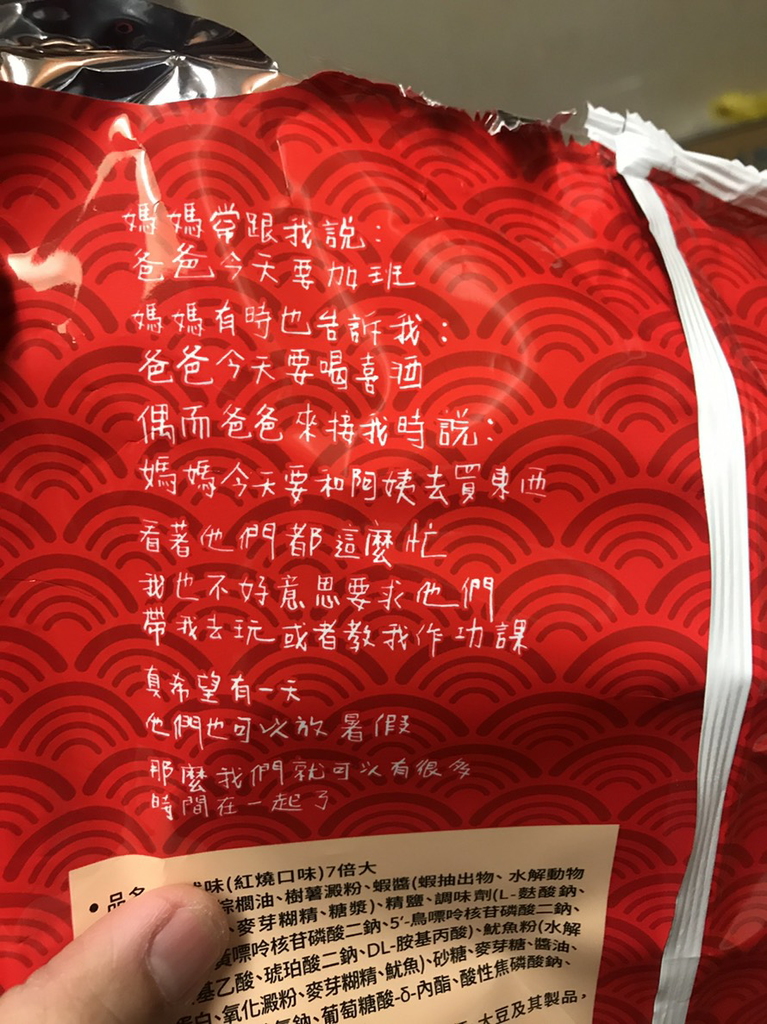 媽媽常跟我說：
爸爸今天要加班
媽媽有時也告訴我：
爸爸今天要喝喜酒
偶而爸爸來接我時說：
媽媽今天要和阿姨去買東西
看著他們都這麼忙
我也不好意思要求他們
帶我去玩或者教我作功課
真希望有一天
他們也可以放暑假
那麼我們就可以有很多
時間在一起了
• 品名 味(紅燒口味)7倍大
棕櫚油、樹薯澱粉、蝦醬(蝦抽出物、水解動物
、麥芽糊精、糖漿)、精鹽、調味劑(L-麩酸鈉、
嘌呤核苷磷酸二鈉、5'-鳥嘌呤核苷磷酸二鈉、
基乙酸、琥珀酸二鈉、DL-胺基丙酸)、魷魚粉(水解
蛋白、氧化澱粉、麥芽糊精、魷魚)、砂糖、麥芽糖、醬油、
氫鈉、葡萄糖酸-δ-內酯、酸性焦磷酸鈉、
大豆及其製品，